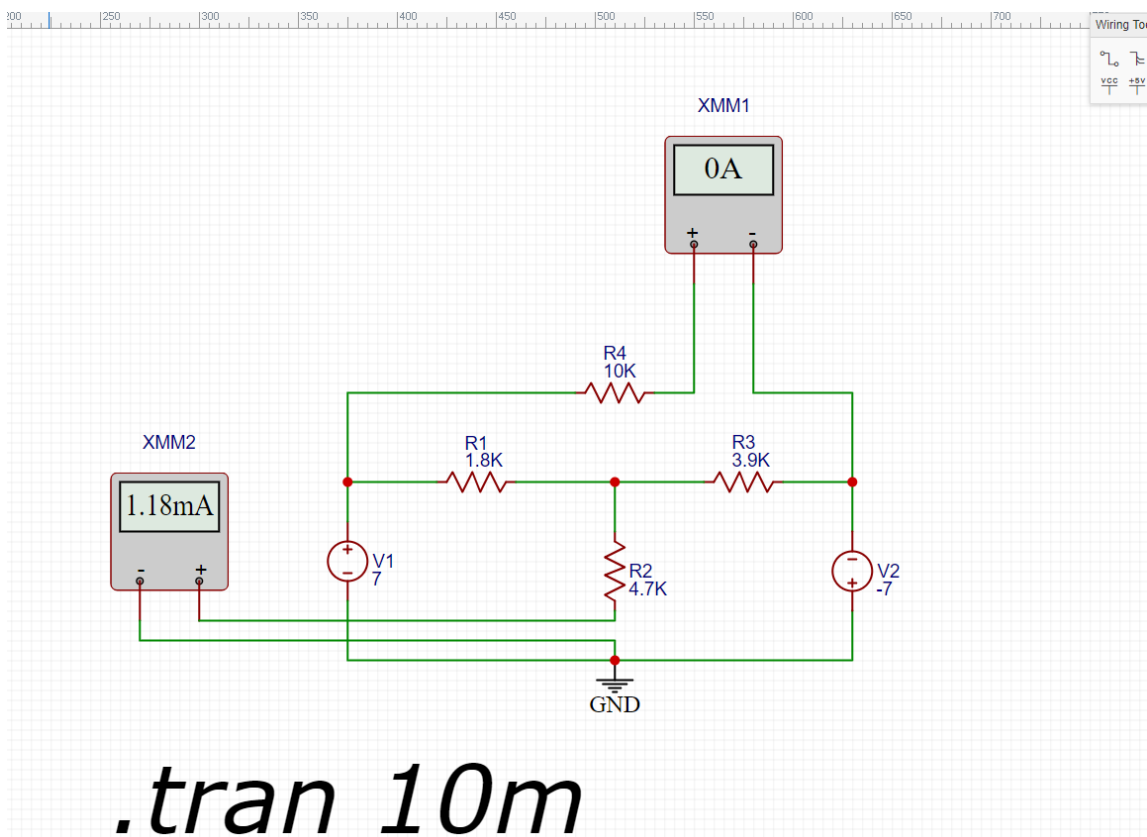 200 250 300 350 400 450 500 550 600 650 700
Wiring Too
VCC +5V
XMM1
0A
+ -
R4
10K
XMM2
R1
1.8K
R3
3.9K
1.18mA
- +
+
-
V1
7
R2
4.7K
-
+
V2
-7
GND
.tran 10m